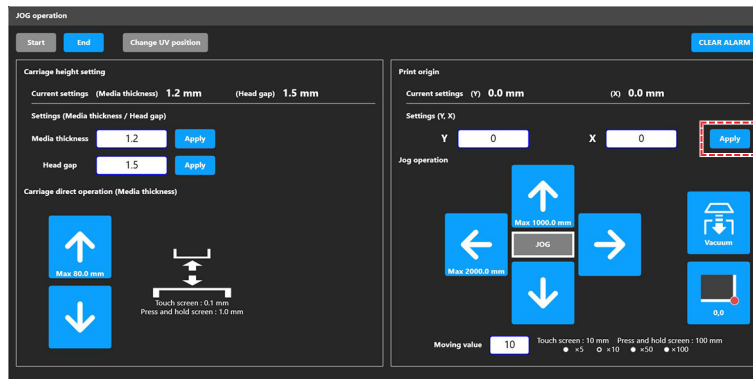 JOG operation
Start End Change UV position CLEAR ALARM
Carriage height setting
Current settings (Media thickness) 1.2 mm (Head gap) 1.5 mm
Settings (Media thickness / Head gap)
Media thickness 1.2 Apply
Head gap 1.5 Apply
Carriage direct operation (Media thickness)
Max 80.0 mm
Touch screen : 0.1 mm
Press and hold screen : 1.0 mm
Print origin
Current settings (Y) 0.0 mm (X) 0.0 mm
Settings (Y, X)
Y 0 X 0 Apply
Jog operation
Max 1000.0 mm
JOG
Max 2000.0 mm
Vacuum
0,0
Moving value 10 Touch screen : 10 mm Press and hold screen : 100 mm
×5 ×10 ×50 ×100